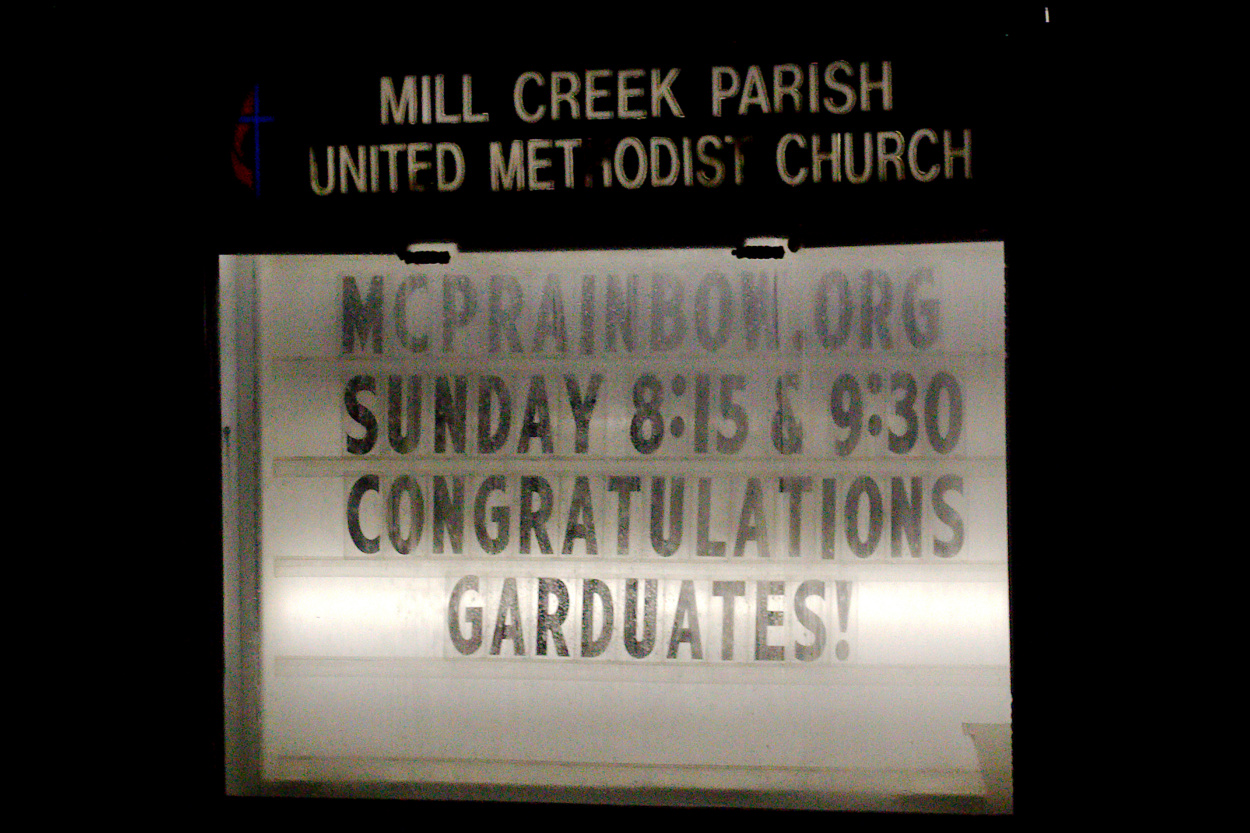 MILL CREEK PARISH
UNITED METHODIST CHURCH
MCPRAINBOW.ORG
SUNDAY 8:15 & 9:30
CONGRATULATIONS
GARDUATES!